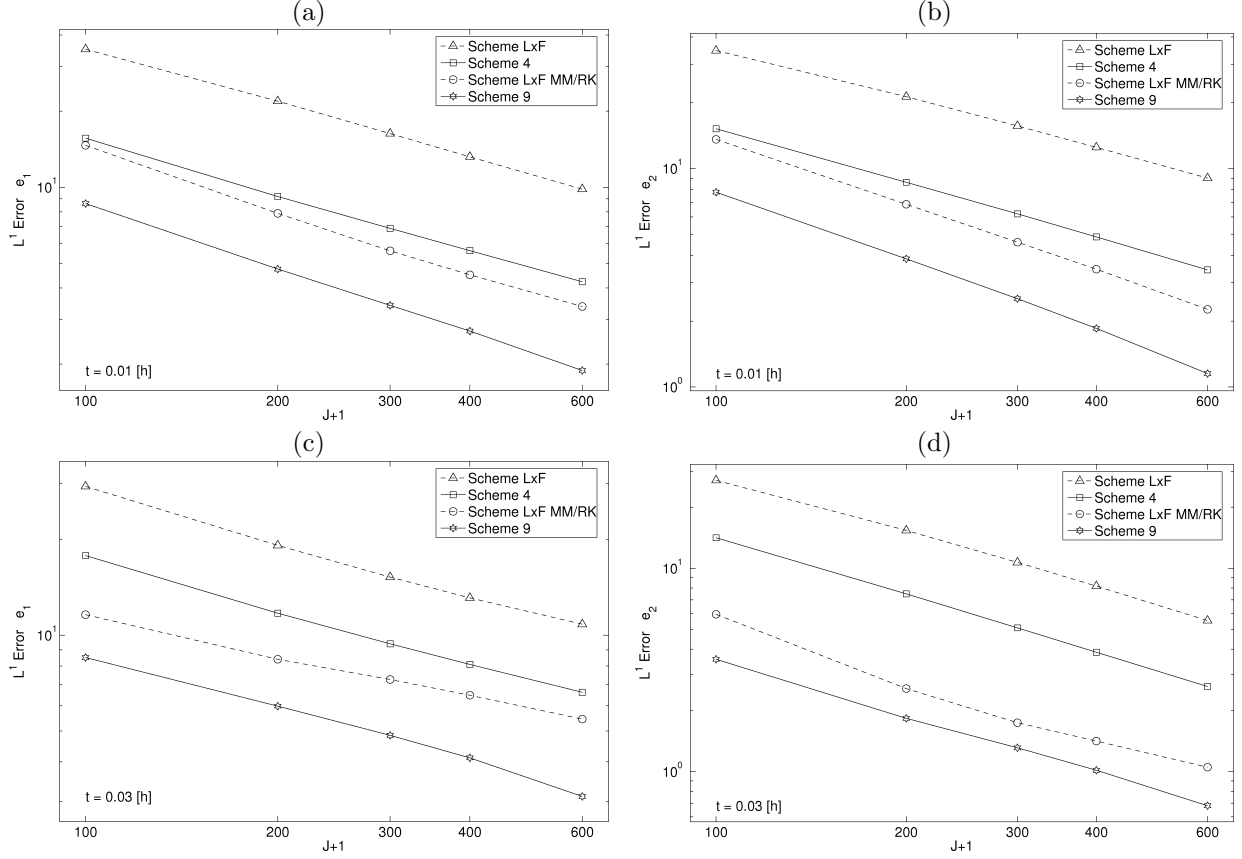 (a)
Scheme LxF
Scheme 4
Scheme LxF MM/RK
Scheme 9
10¹
L¹ Error e₁
t = 0.01 [h]
100 200 300 400 600
J+1
(b)
Scheme LxF
Scheme 4
Scheme LxF MM/RK
Scheme 9
10¹
10⁰
L¹ Error e₂
t = 0.01 [h]
100 200 300 400 600
J+1
(c)
Scheme LxF
Scheme 4
Scheme LxF MM/RK
Scheme 9
10¹
L¹ Error e₁
t = 0.03 [h]
100 200 300 400 600
J+1
(d)
Scheme LxF
Scheme 4
Scheme LxF MM/RK
Scheme 9
10¹
10⁰
L¹ Error e₂
t = 0.03 [h]
100 200 300 400 600
J+1